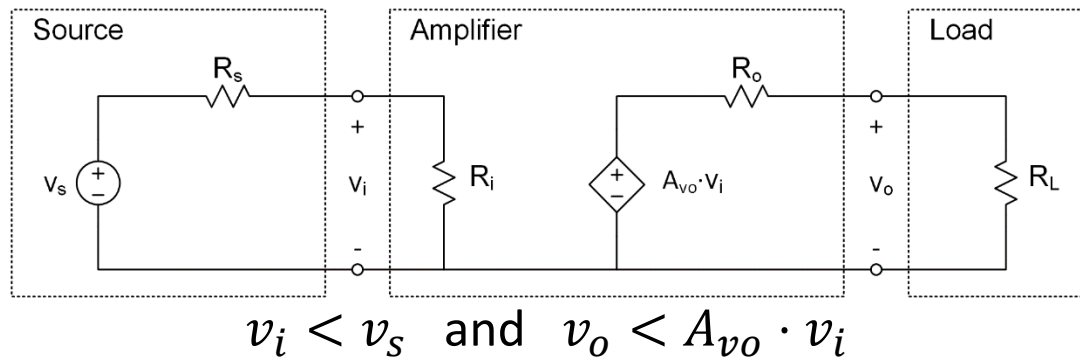 Source Amplifier Load
Rs Ro
+ +
vs + − vi Ri + − Avo·vi vo RL
- -
vi < vs and vo < Avo · vi